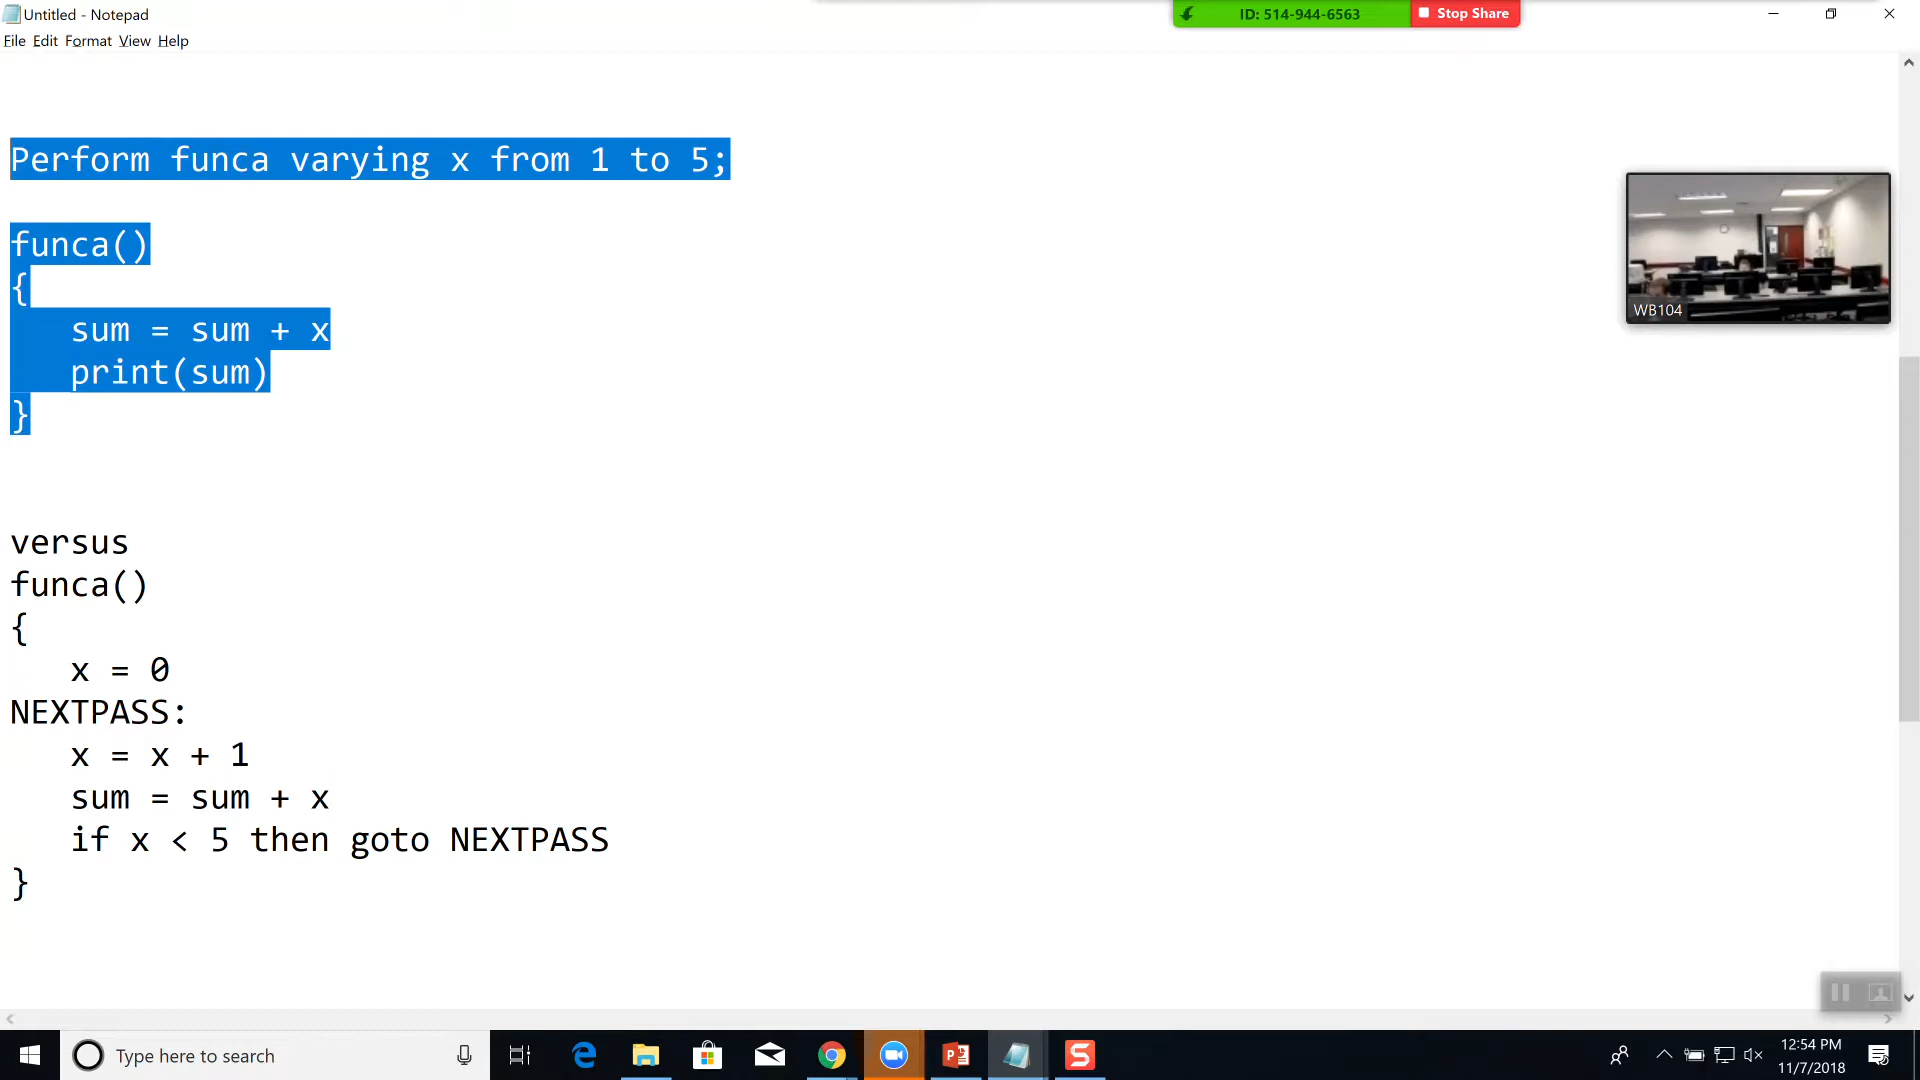 Untitled - Notepad
ID: 514-944-6563
Stop Share
File Edit Format View Help
Perform funca varying x from 1 to 5;
funca()
{
sum = sum + x
print(sum)
}
WB104
versus
funca()
{
x = 0
NEXTPASS:
x = x + 1
sum = sum + x
if x < 5 then goto NEXTPASS
}
Type here to search
12:54 PM
11/7/2018